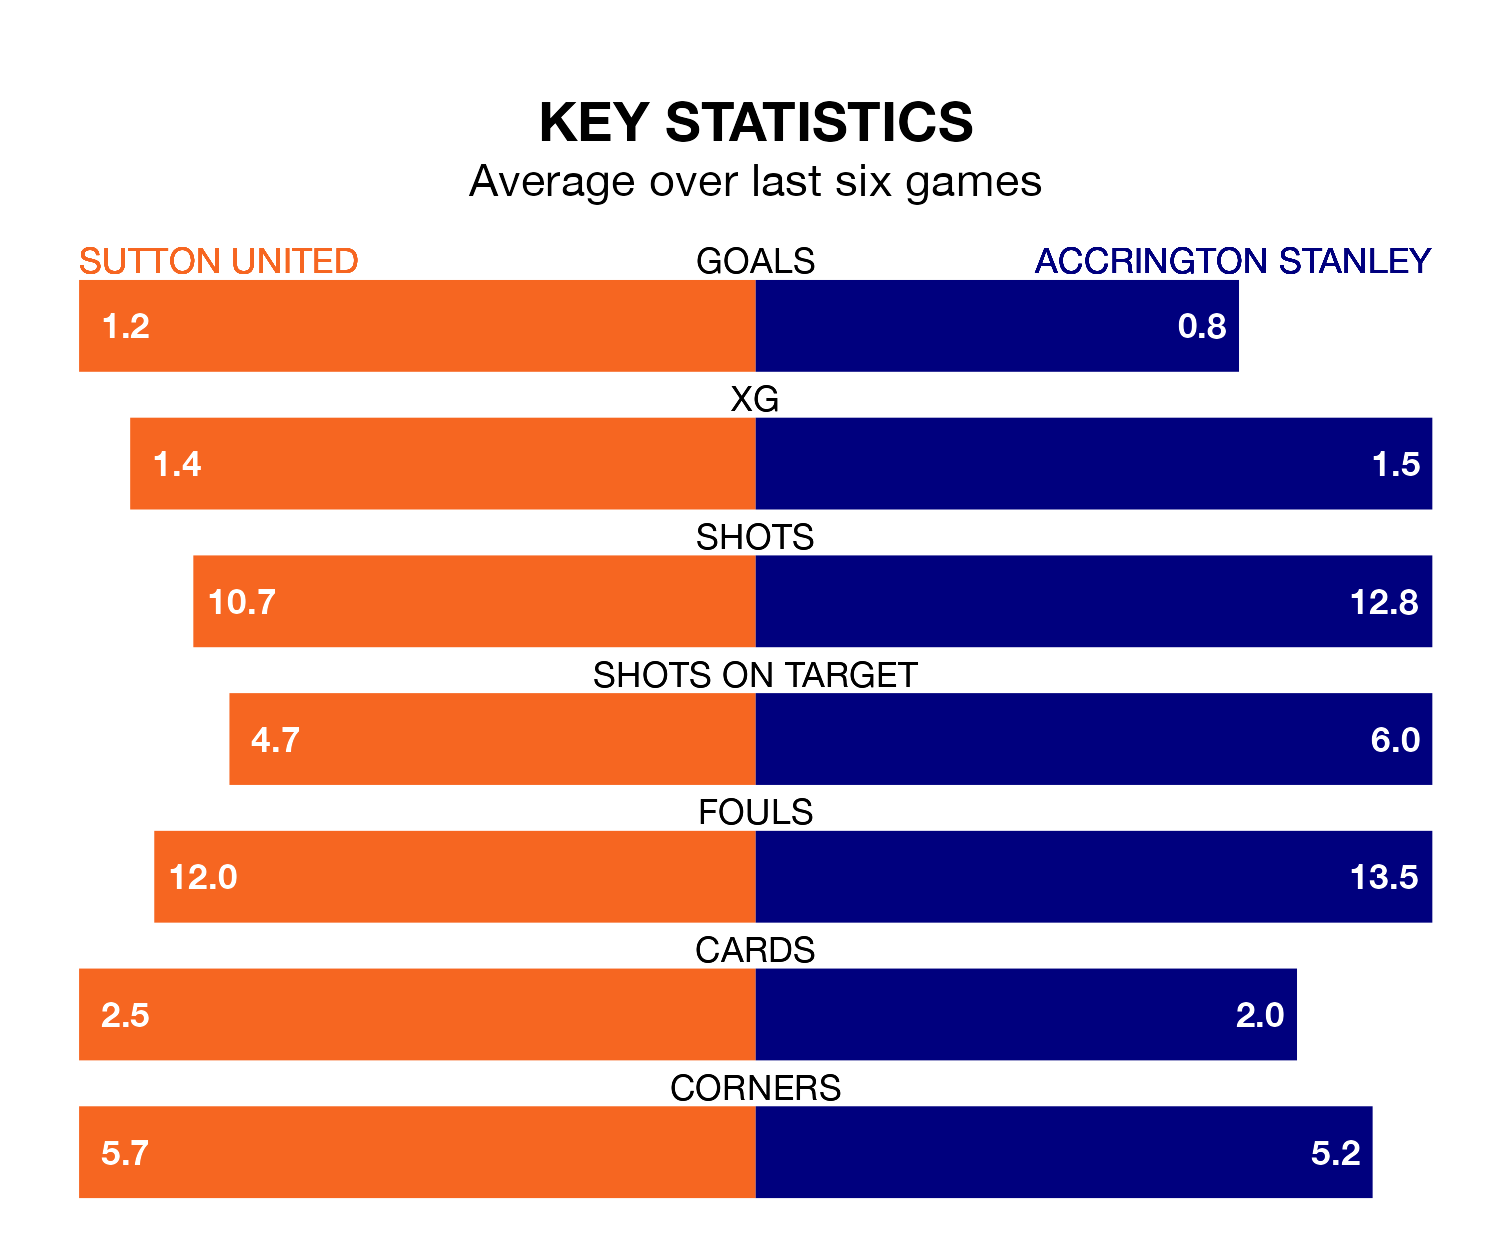 KEY STATISTICS
Average over last six games
SUTTON UNITED GOALS ACCRINGTON STANLEY
1.2 0.8
XG
1.4 1.5
SHOTS
10.7 12.8
SHOTS ON TARGET
4.7 6.0
FOULS
12.0 13.5
CARDS
2.5 2.0
CORNERS
5.7 5.2